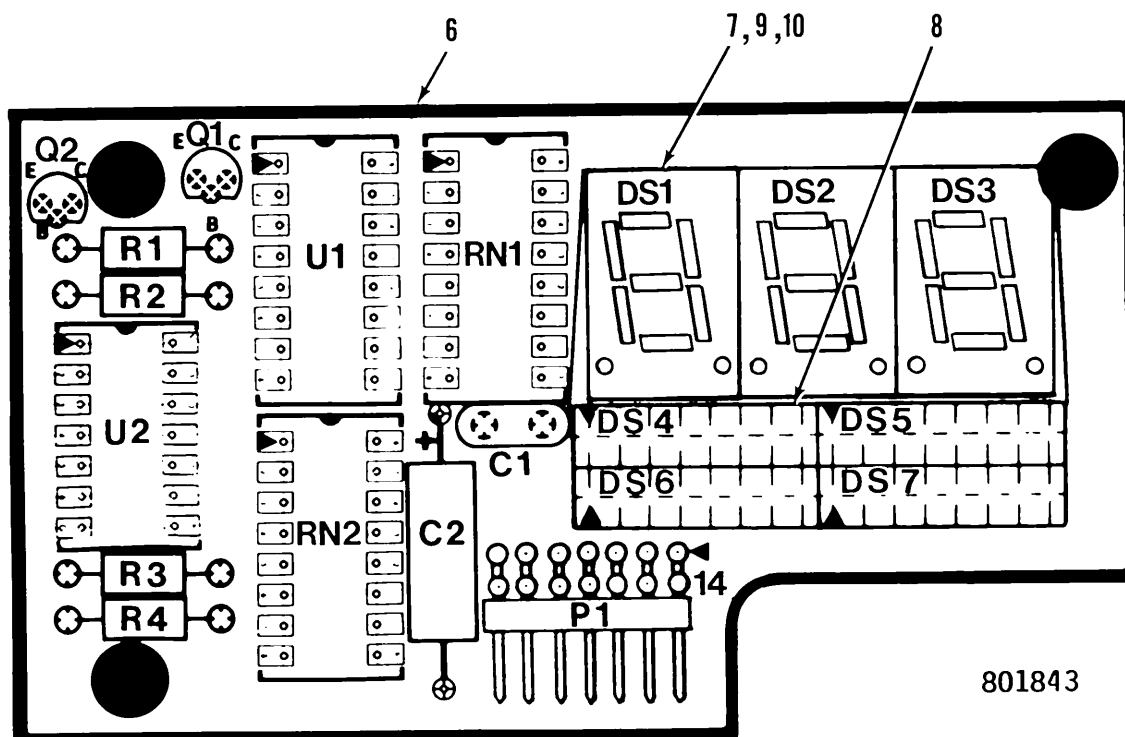 6
7,9,10
8
Q2
E
C
B
Q1
E
C
B
R1
R2
U1
RN1
DS1
DS2
DS3
U2
DS4
DS5
DS6
DS7
C1
+
RN2
C2
R3
R4
14
P1
801843